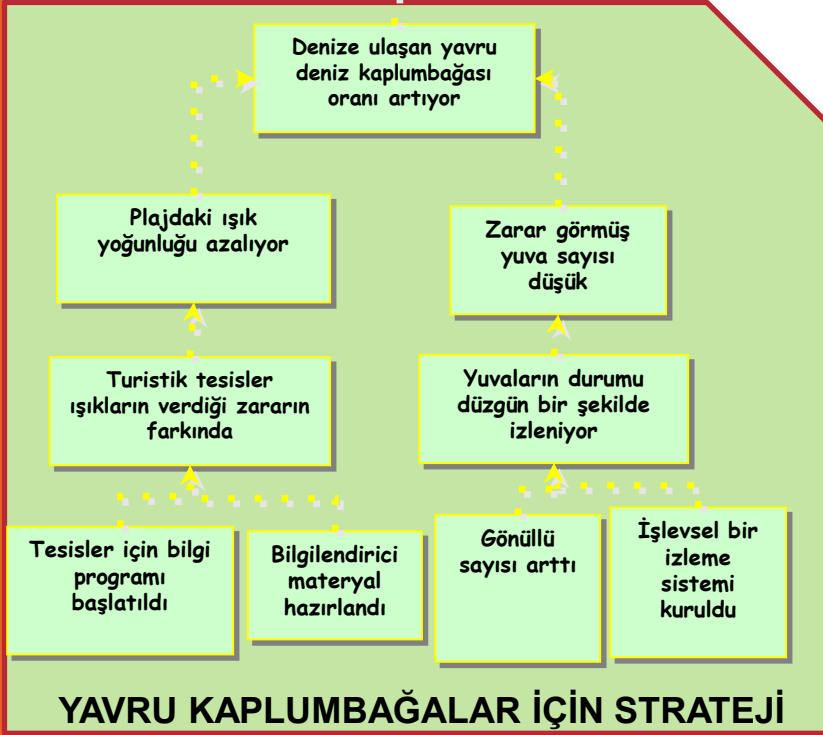 Denize ulaşan yavru
deniz kaplumbağası
oranı artıyor
Plajdaki ışık
yoğunluğu azalıyor
Zarar görmüş
yuva sayısı
düşük
Turistik tesisler
ışıkların verdiği zararın
farkında
Yuvaların durumu
düzgün bir şekilde
izleniyor
Tesisler için bilgi
programı
başlatıldı
Bilgilendirici
materyal
hazırlandı
Gönüllü
sayısı arttı
İşlevsel bir
izleme
sistemi
kuruldu
YAVRU KAPLUMBAĞALAR İÇİN STRATEJİ